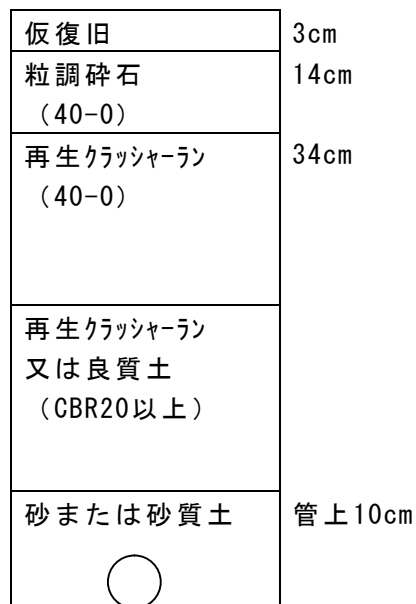 仮復旧 3cm
粒調砕石 14cm
（40-0）
再生ｸﾗｯｼｬｰﾗﾝ 34cm
（40-0）
再生ｸﾗｯｼｬｰﾗﾝ
又は良質土
（CBR20以上）
砂または砂質土 管上10cm